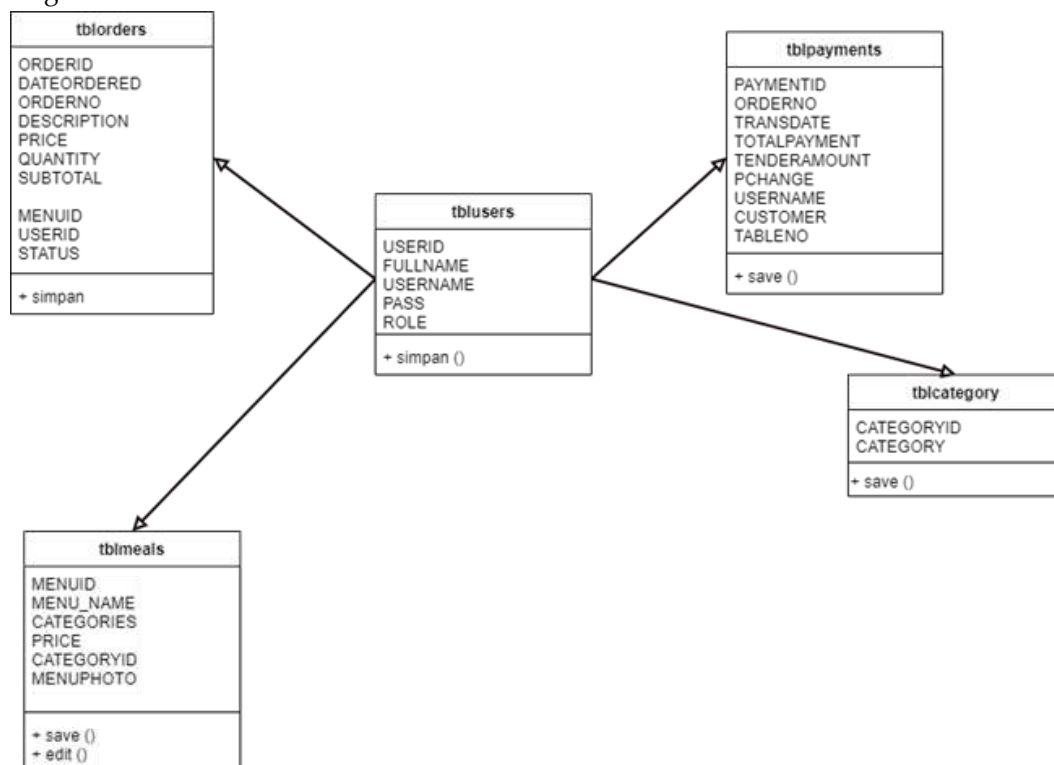 tblorders
ORDERID
DATEORDERED
ORDERNO
DESCRIPTION
PRICE
QUANTITY
SUBTOTAL
MENUID
USERID
STATUS
+ simpan
tblusers
USERID
FULLNAME
USERNAME
PASS
ROLE
+ simpan ()
tblpayments
PAYMENTID
ORDERNO
TRANSDATE
TOTALPAYMENT
TENDERAMOUNT
PCHANGE
USERNAME
CUSTOMER
TABLENO
+ save ()
tblcategory
CATEGORYID
CATEGORY
+ save ()
tblmeals
MENUID
MENU_NAME
CATEGORIES
PRICE
CATEGORYID
MENUPHOTO
+ save ()
+ edit ()